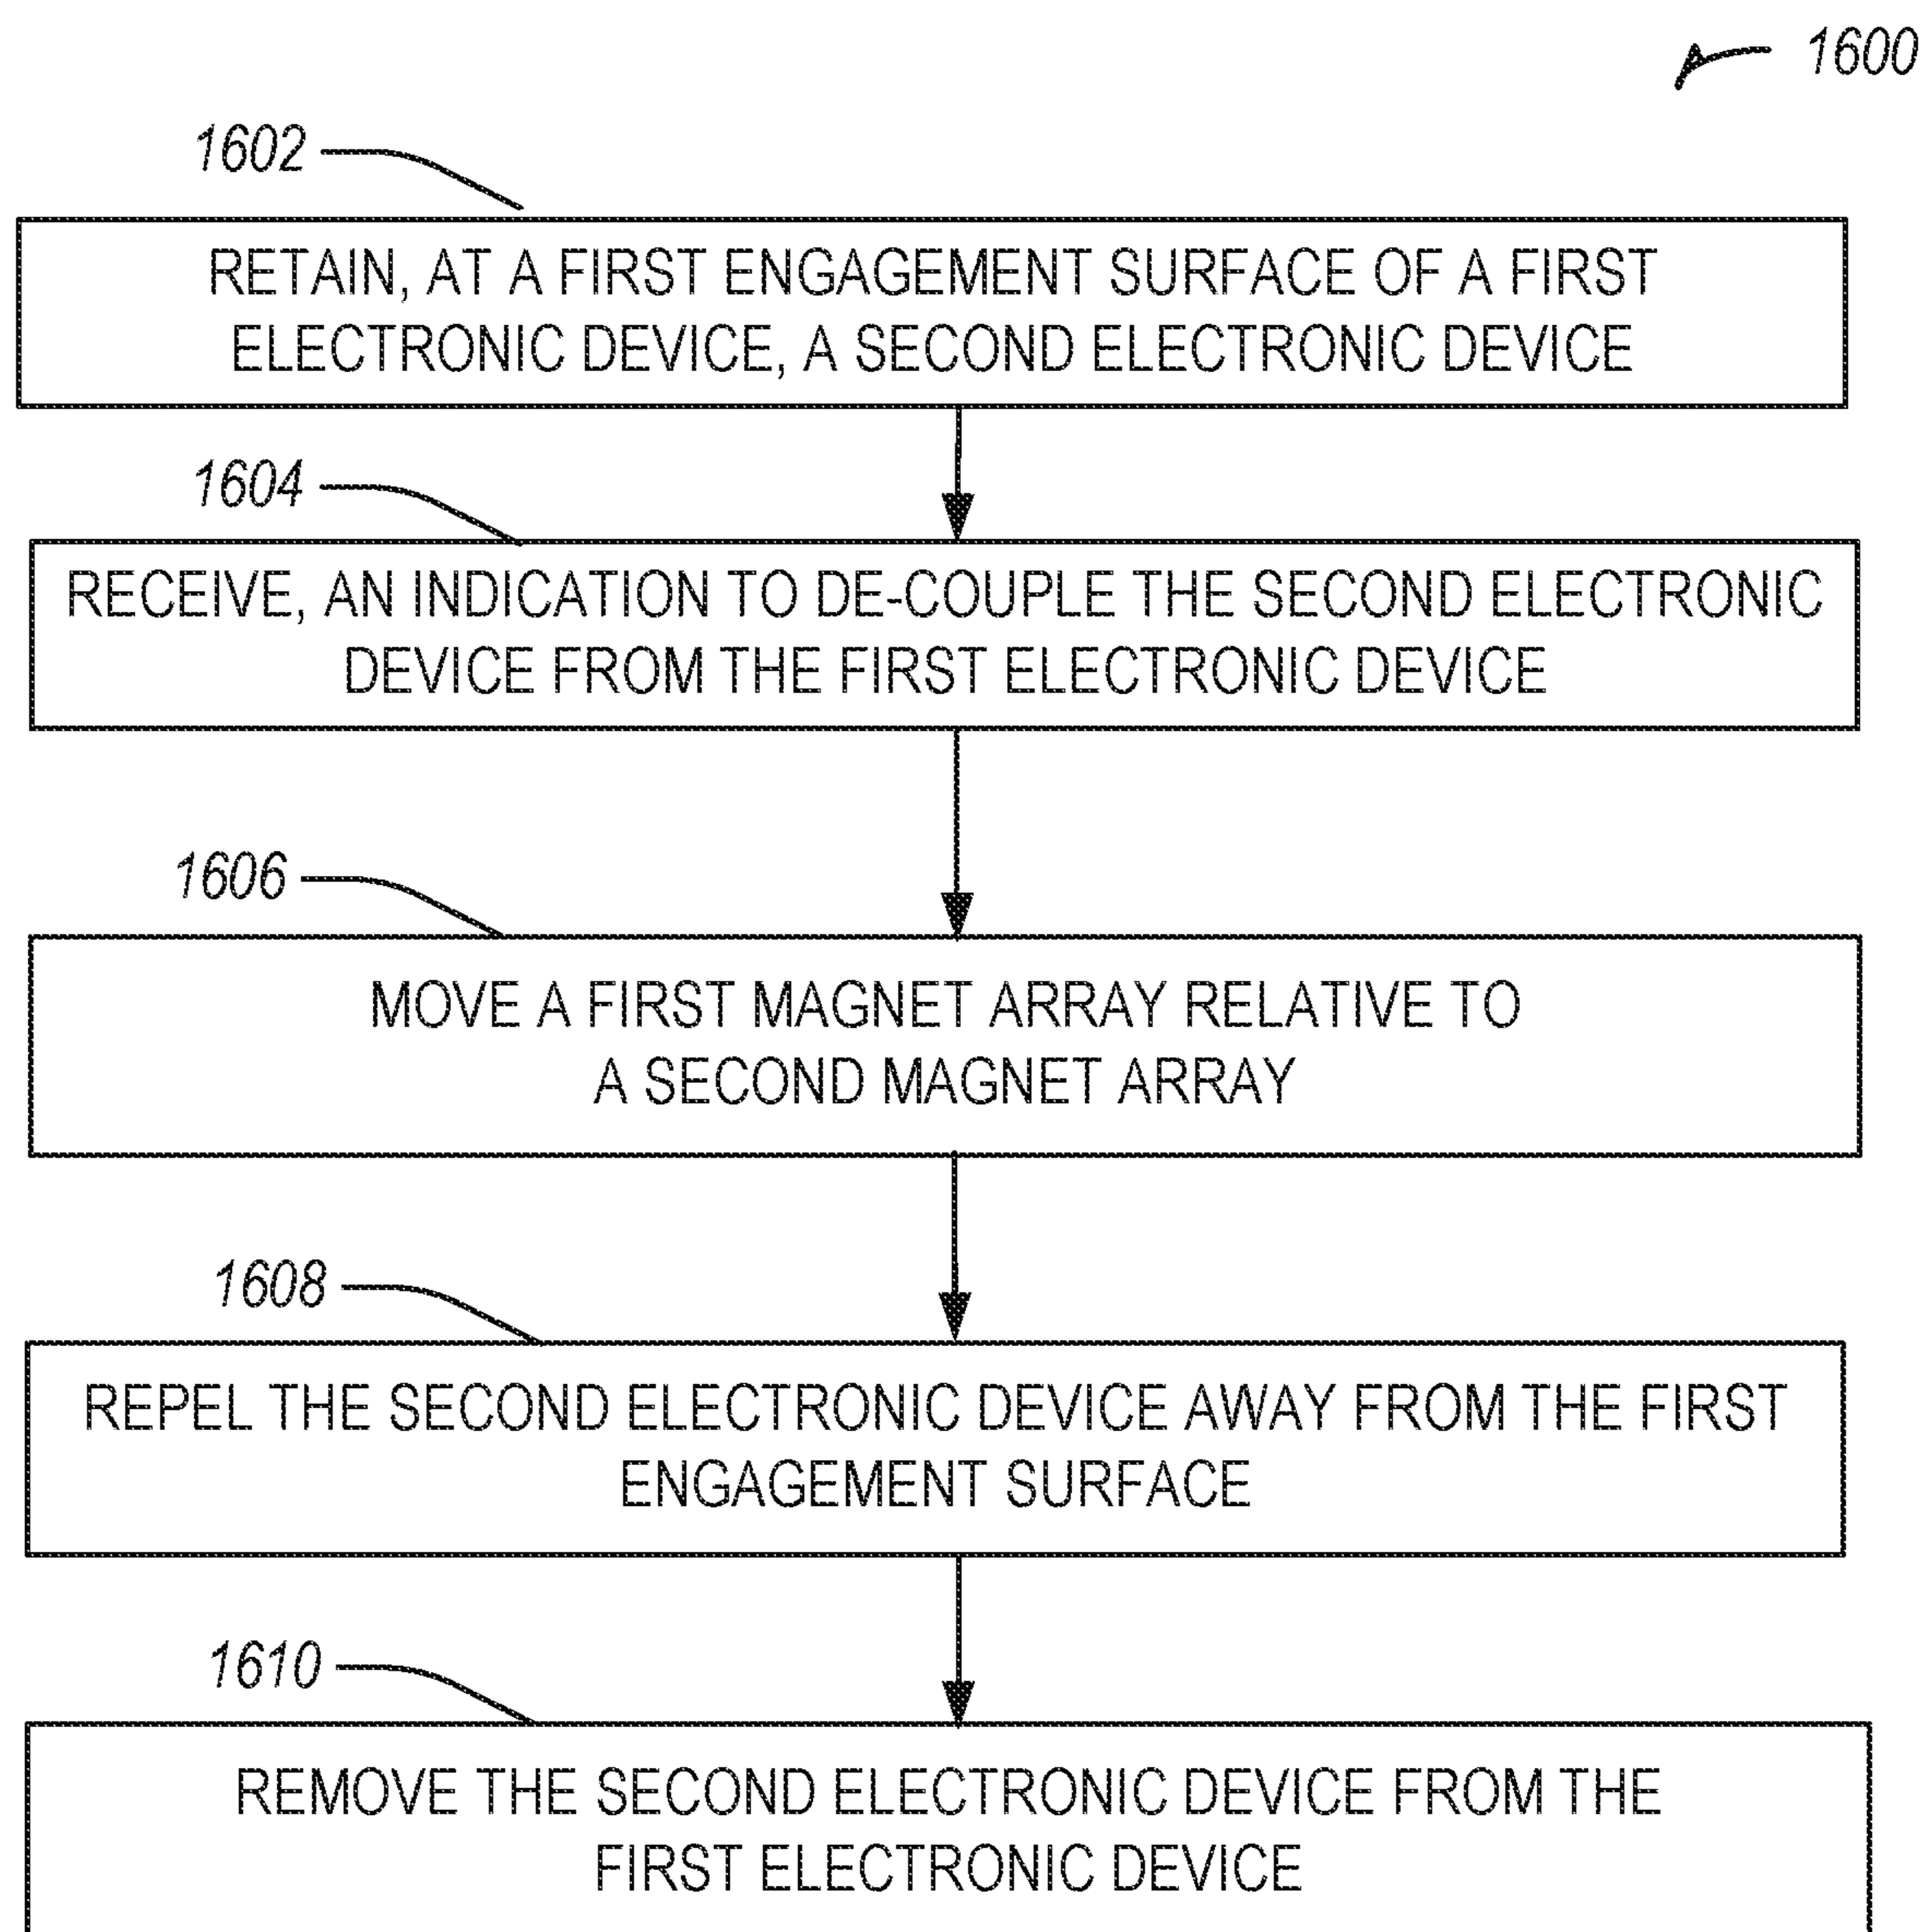 1600
1602
RETAIN, AT A FIRST ENGAGEMENT SURFACE OF A FIRST
ELECTRONIC DEVICE, A SECOND ELECTRONIC DEVICE
1604
RECEIVE, AN INDICATION TO DE-COUPLE THE SECOND ELECTRONIC
DEVICE FROM THE FIRST ELECTRONIC DEVICE
1606
MOVE A FIRST MAGNET ARRAY RELATIVE TO
A SECOND MAGNET ARRAY
1608
REPEL THE SECOND ELECTRONIC DEVICE AWAY FROM THE FIRST
ENGAGEMENT SURFACE
1610
REMOVE THE SECOND ELECTRONIC DEVICE FROM THE
FIRST ELECTRONIC DEVICE